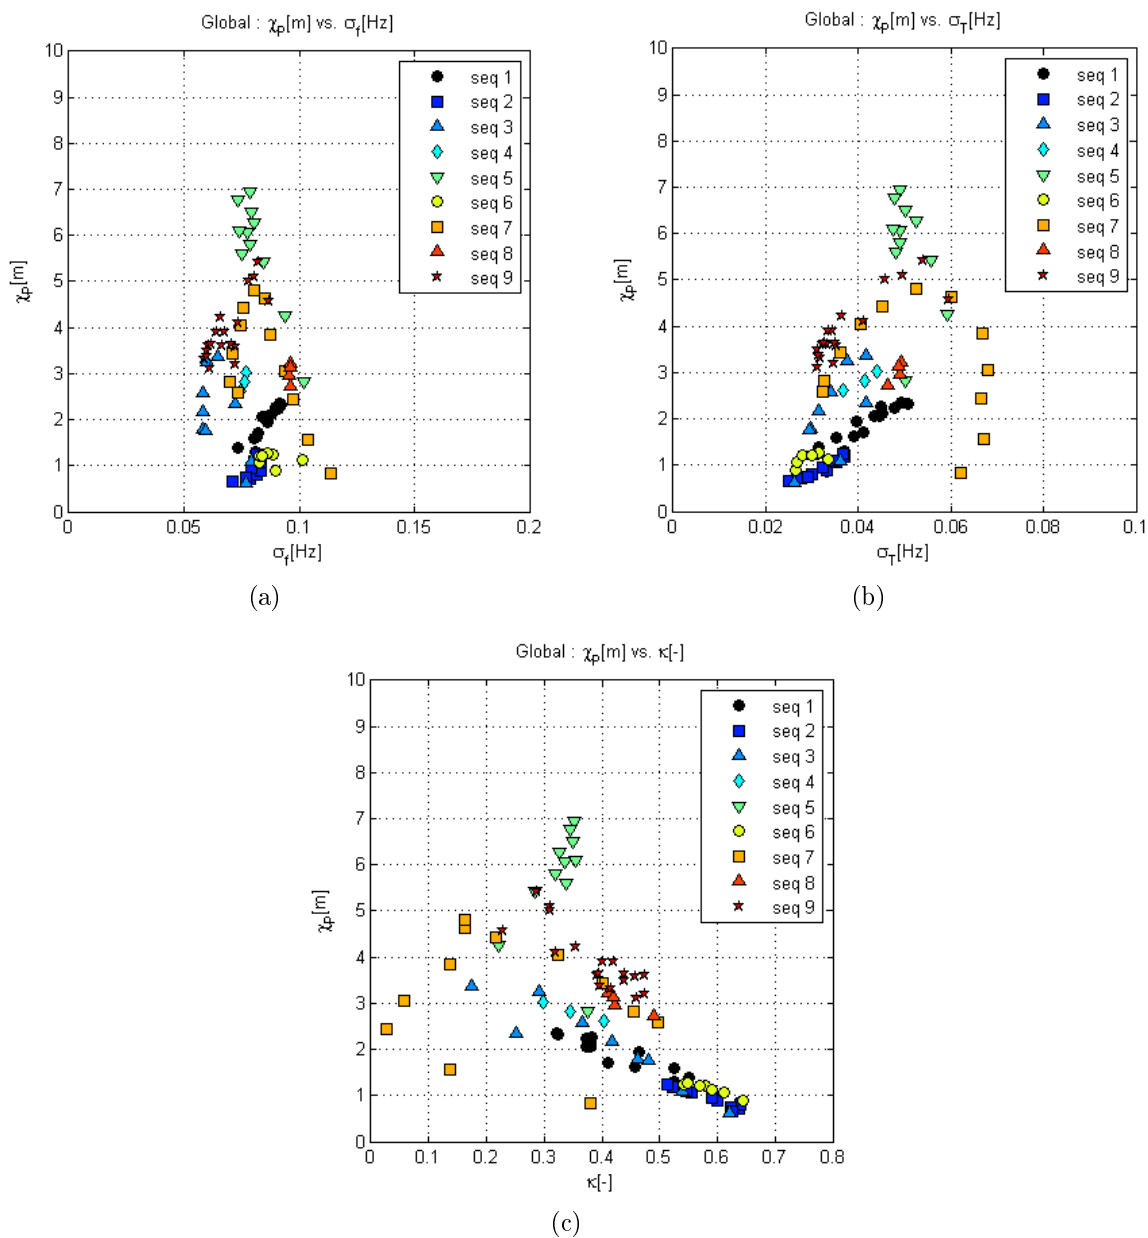 Global : χP[m] vs. σf[Hz]
10
9
8
7
6
5
4
3
2
1
0
χP[m]
seq 1
seq 2
seq 3
seq 4
seq 5
seq 6
seq 7
seq 8
seq 9
0
0.05
0.1
0.15
0.2
σf[Hz]
(a)
Global : χP[m] vs. σT[Hz]
10
9
8
7
6
5
4
3
2
1
0
χP[m]
seq 1
seq 2
seq 3
seq 4
seq 5
seq 6
seq 7
seq 8
seq 9
0
0.02
0.04
0.06
0.08
0.1
σT[Hz]
(b)
Global : χP[m] vs. κ[-]
10
9
8
7
6
5
4
3
2
1
0
χP[m]
seq 1
seq 2
seq 3
seq 4
seq 5
seq 6
seq 7
seq 8
seq 9
0
0.1
0.2
0.3
0.4
0.5
0.6
0.7
0.8
κ[-]
(c)